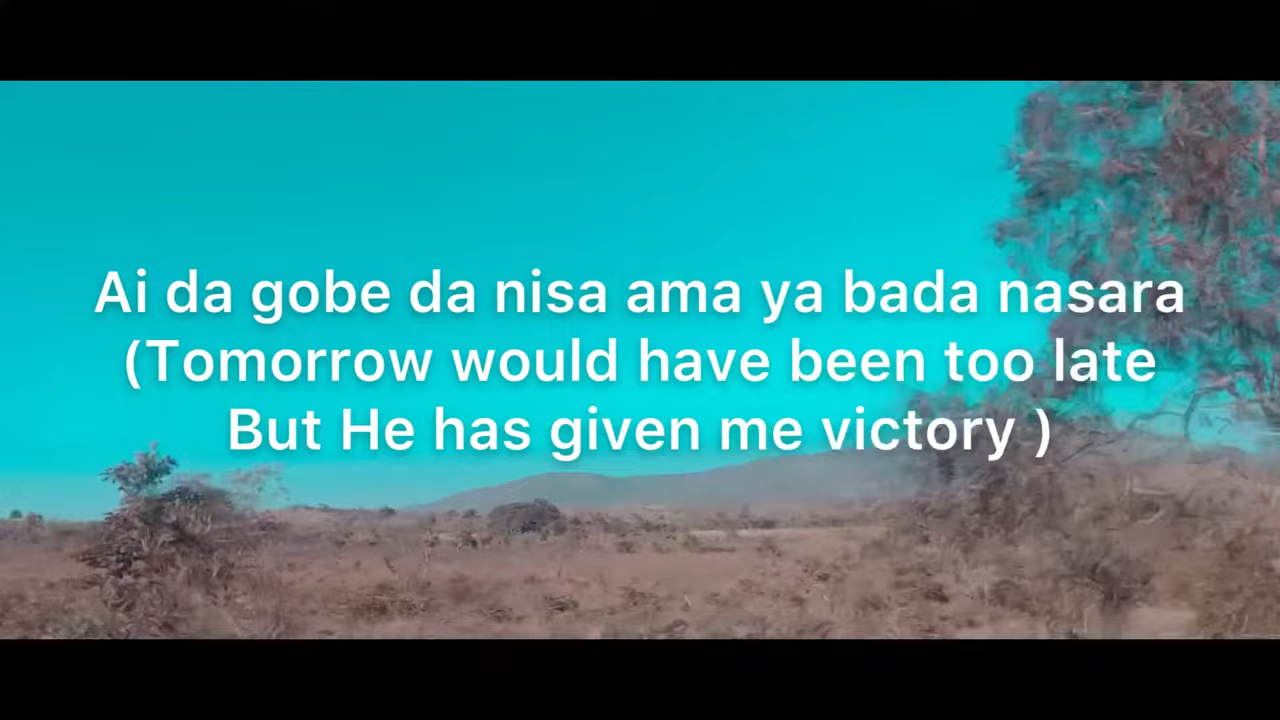 Ai da gobe da nisa ama ya bada nasara
(Tomorrow would have been too late
But He has given me victory )